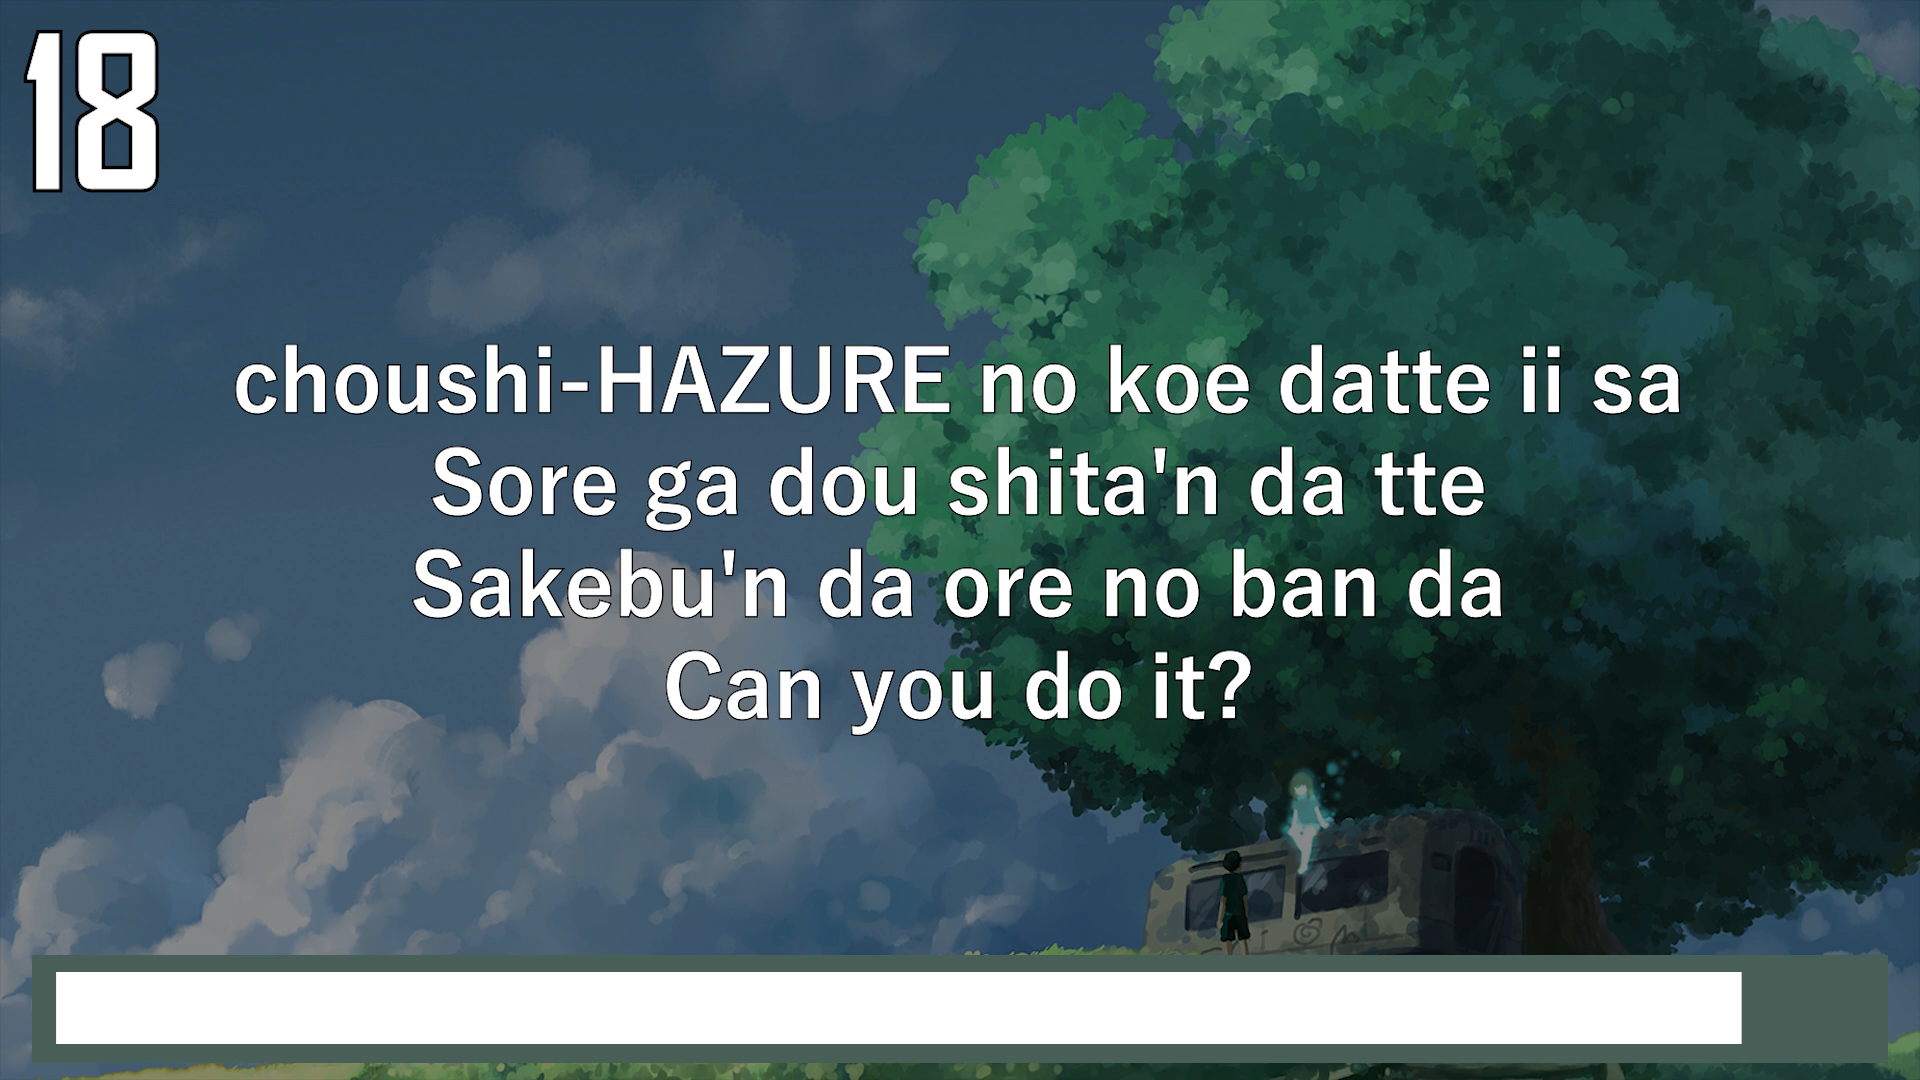 18
choushi-HAZURE no koe datte ii sa
Sore ga dou shita'n da tte
Sakebu'n da ore no ban da
Can you do it?